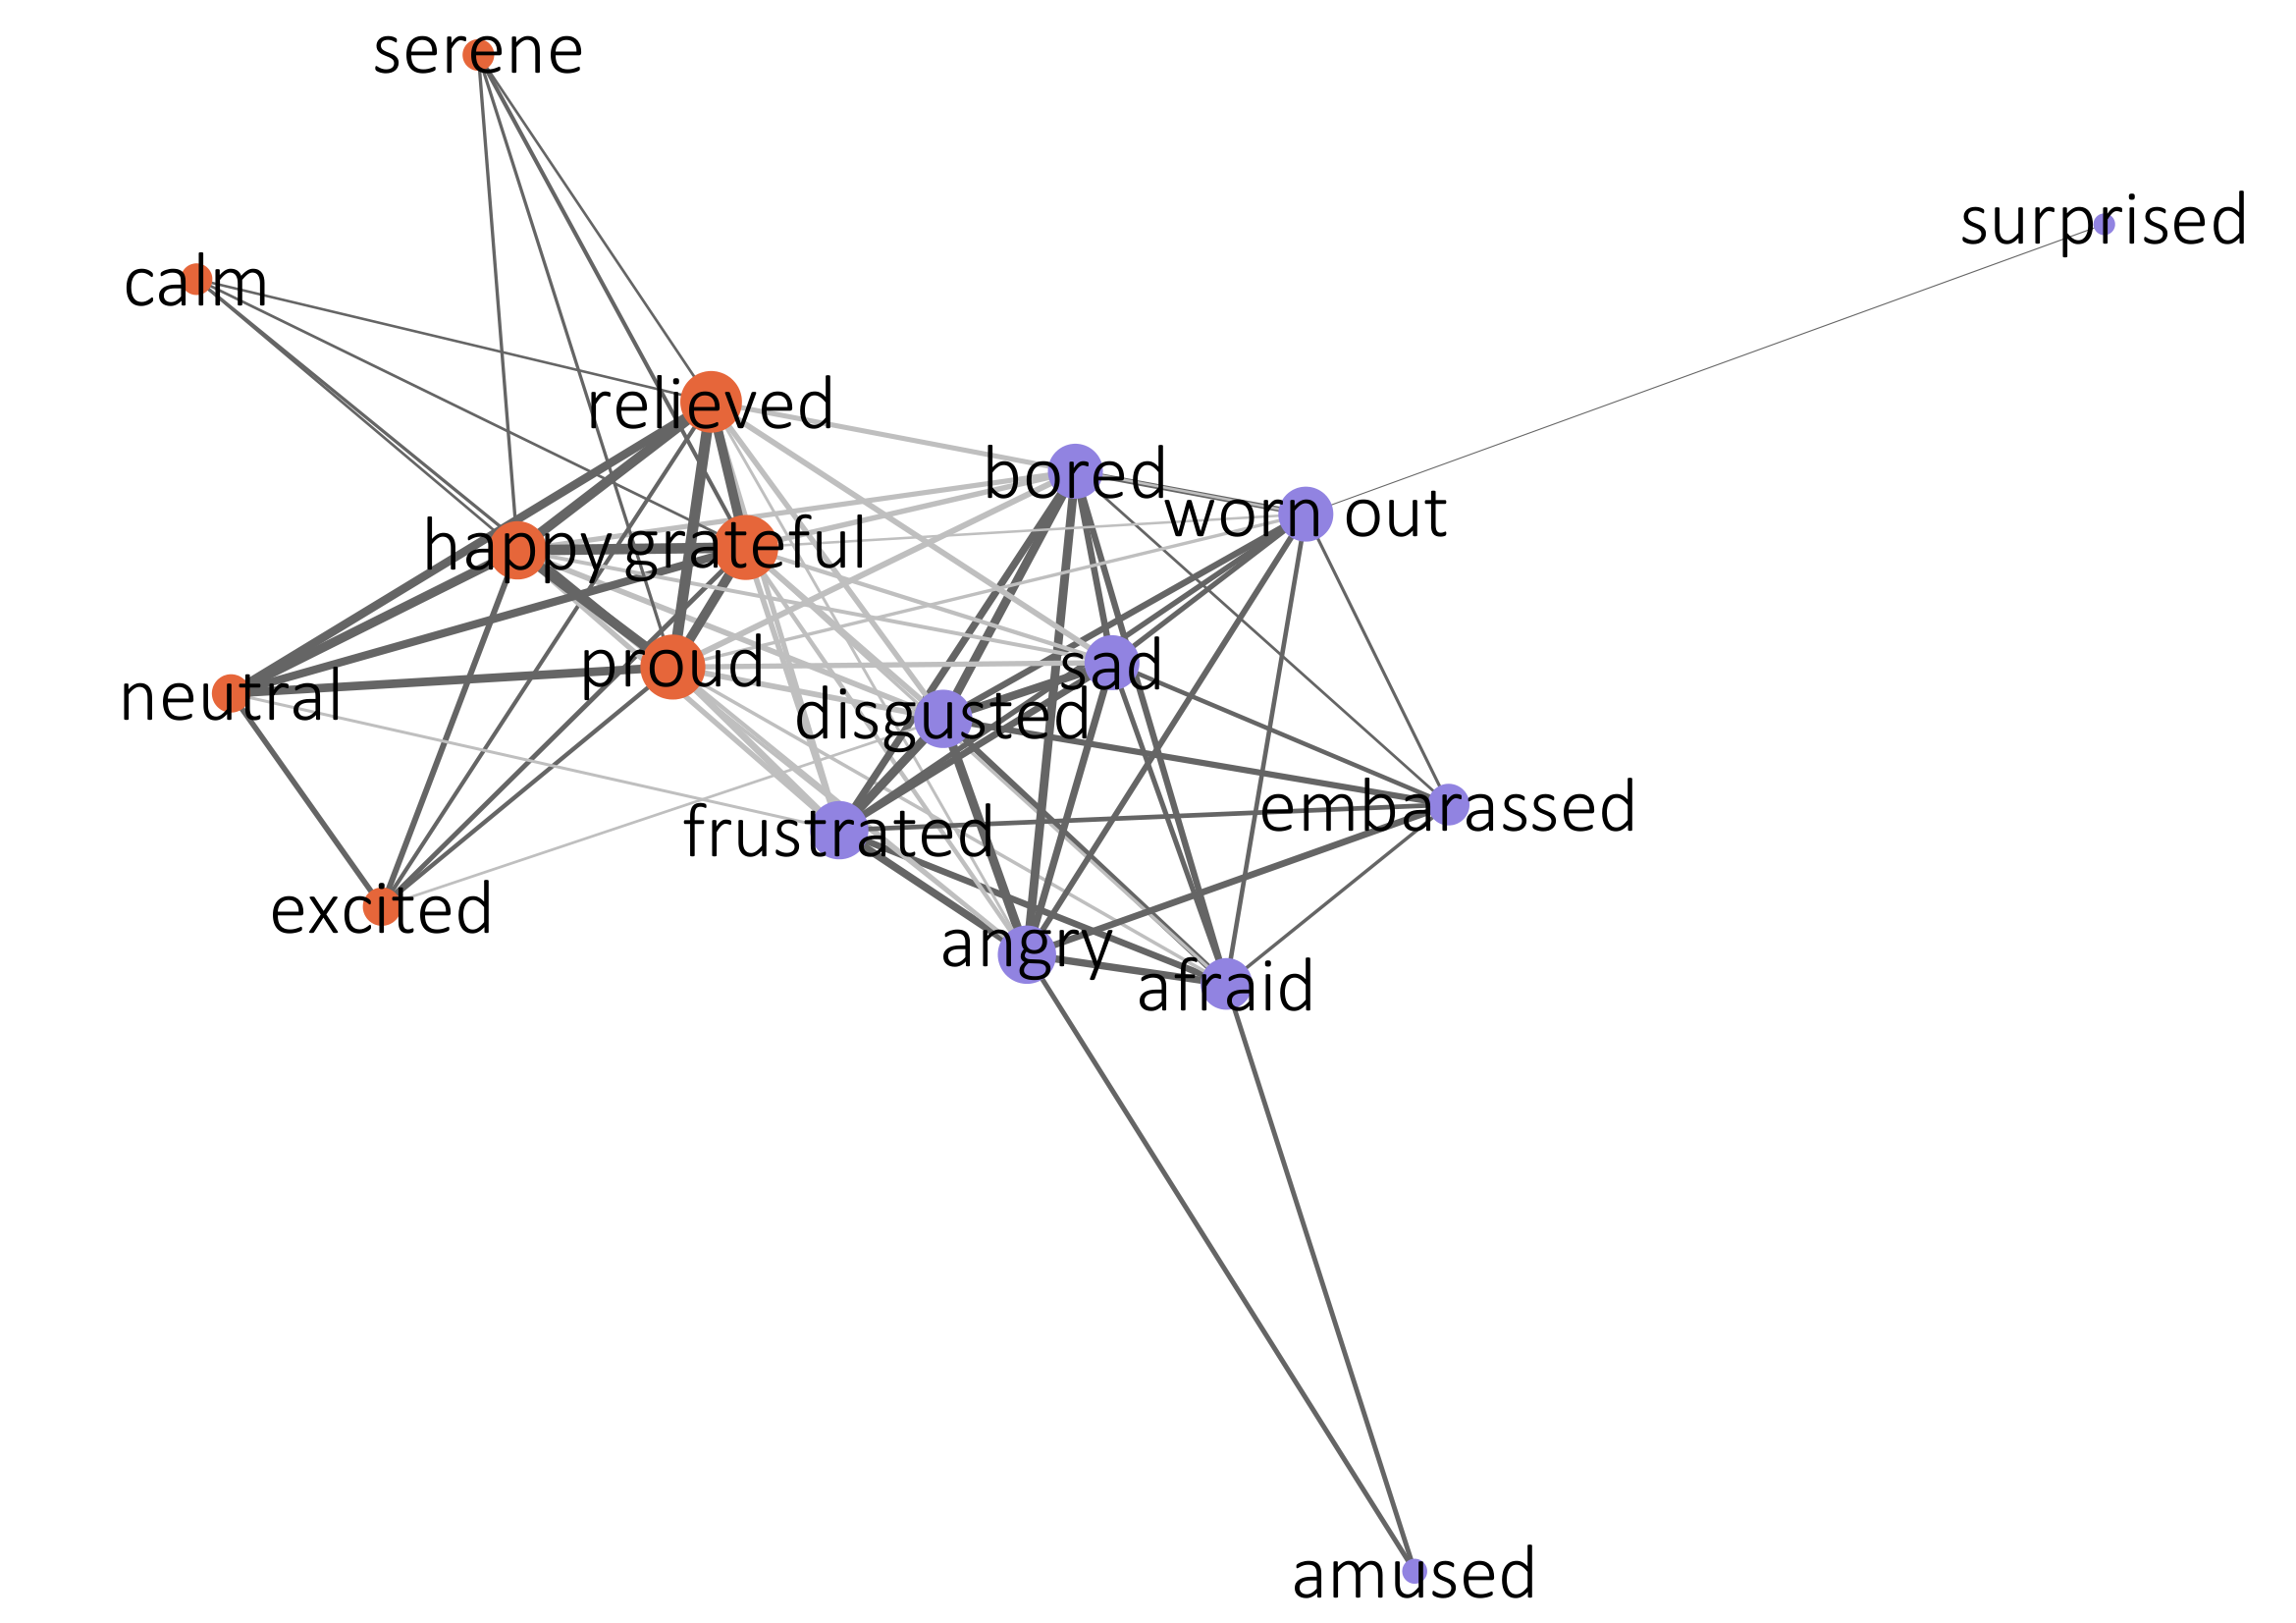 serene
surprised
calm
relieved
bored
worn out
happy
grateful
sad
proud
neutral
disgusted
embarassed
frustrated
excited
angry
afraid
amused